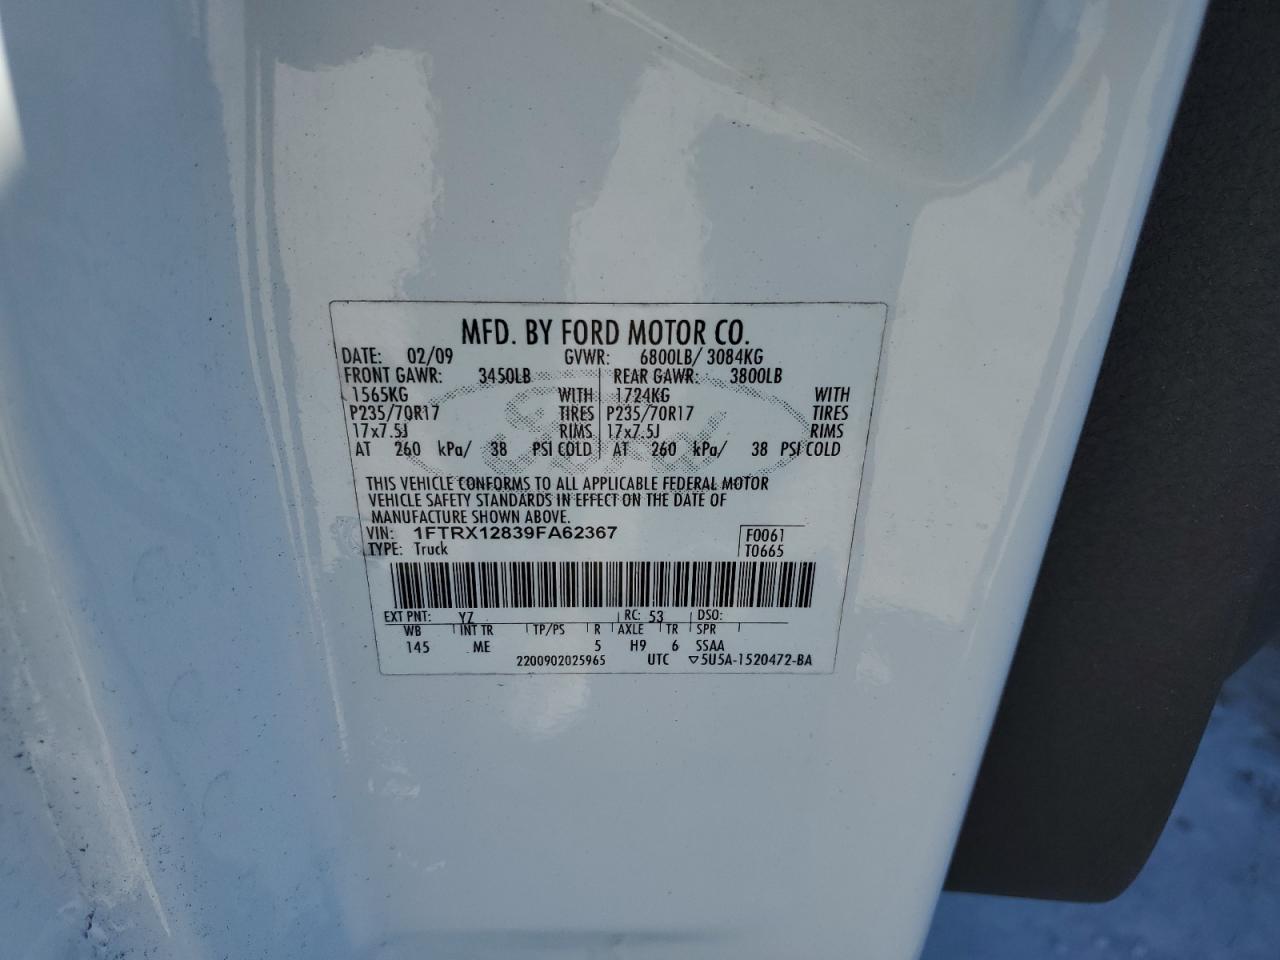 MFD. BY FORD MOTOR CO.
DATE: 02/09 GVWR: 6800LB/ 3084KG
FRONT GAWR: 3450LB REAR GAWR: 3800LB
1565KG WITH 1724KG WITH
P235/70R17 TIRES P235/70R17 TIRES
17x7.5J RIMS 17x7.5J RIMS
AT 260 kPa/ 38 PSI COLD AT 260 kPa/ 38 PSI COLD
Ford
THIS VEHICLE CONFORMS TO ALL APPLICABLE FEDERAL MOTOR
VEHICLE SAFETY STANDARDS IN EFFECT ON THE DATE OF
MANUFACTURE SHOWN ABOVE.
VIN: 1FTRX12839FA62367 F0061
TYPE: Truck T0665
EXT PNT: YZ RC: 53 DSO:
WB INT TR TP/PS R AXLE TR SPR
145 ME 5 H9 6 SSAA
2200902025965 UTC ▽5U5A-1520472-BA